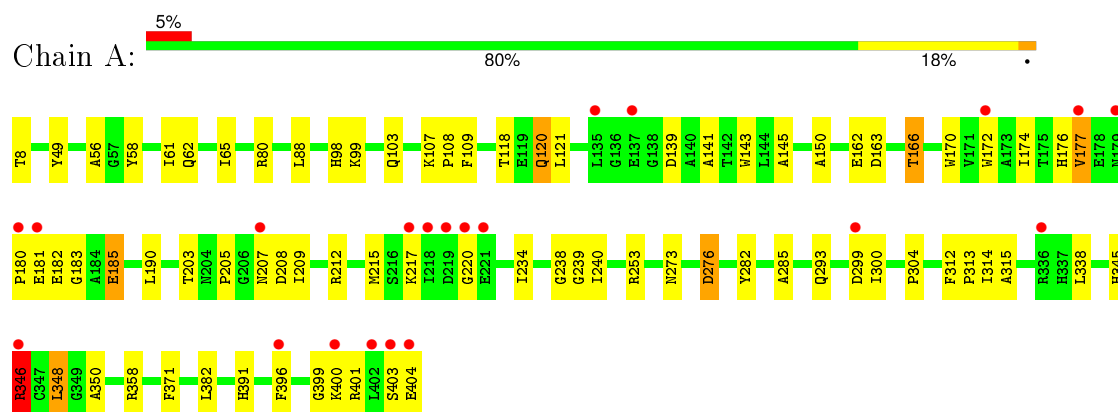 5%
Chain A:
80%
18%
•
T8 Y49 A56 G57 Y58 I61 Q62 I65 R80 L88 H98 K99 Q103 K107 P108 F109 T118 E119 Q120 L121 L135 G136 E137 G138 D139 A140 A141 T142 W143 L144 A145 A150 E162 D163 T166 W170 V171 W172 A173 I174 T175 H176 V177 E178 N179
P180 E181 E182 G183 A184 E185 L190 T203 N204 P205 G206 N207 D208 I209 R212 M215 S216 K217 I218 D219 G220 E221 I234 G238 G239 I240 R253 N273 D276 Y282 A285 Q293 D299 I300 P304 F312 P313 I314 A315 R336 H337 L338 H345
R346 C347 L348 G349 A350 R358 F371 L382 H391 F396 G399 K400 R401 L402 S403 E404